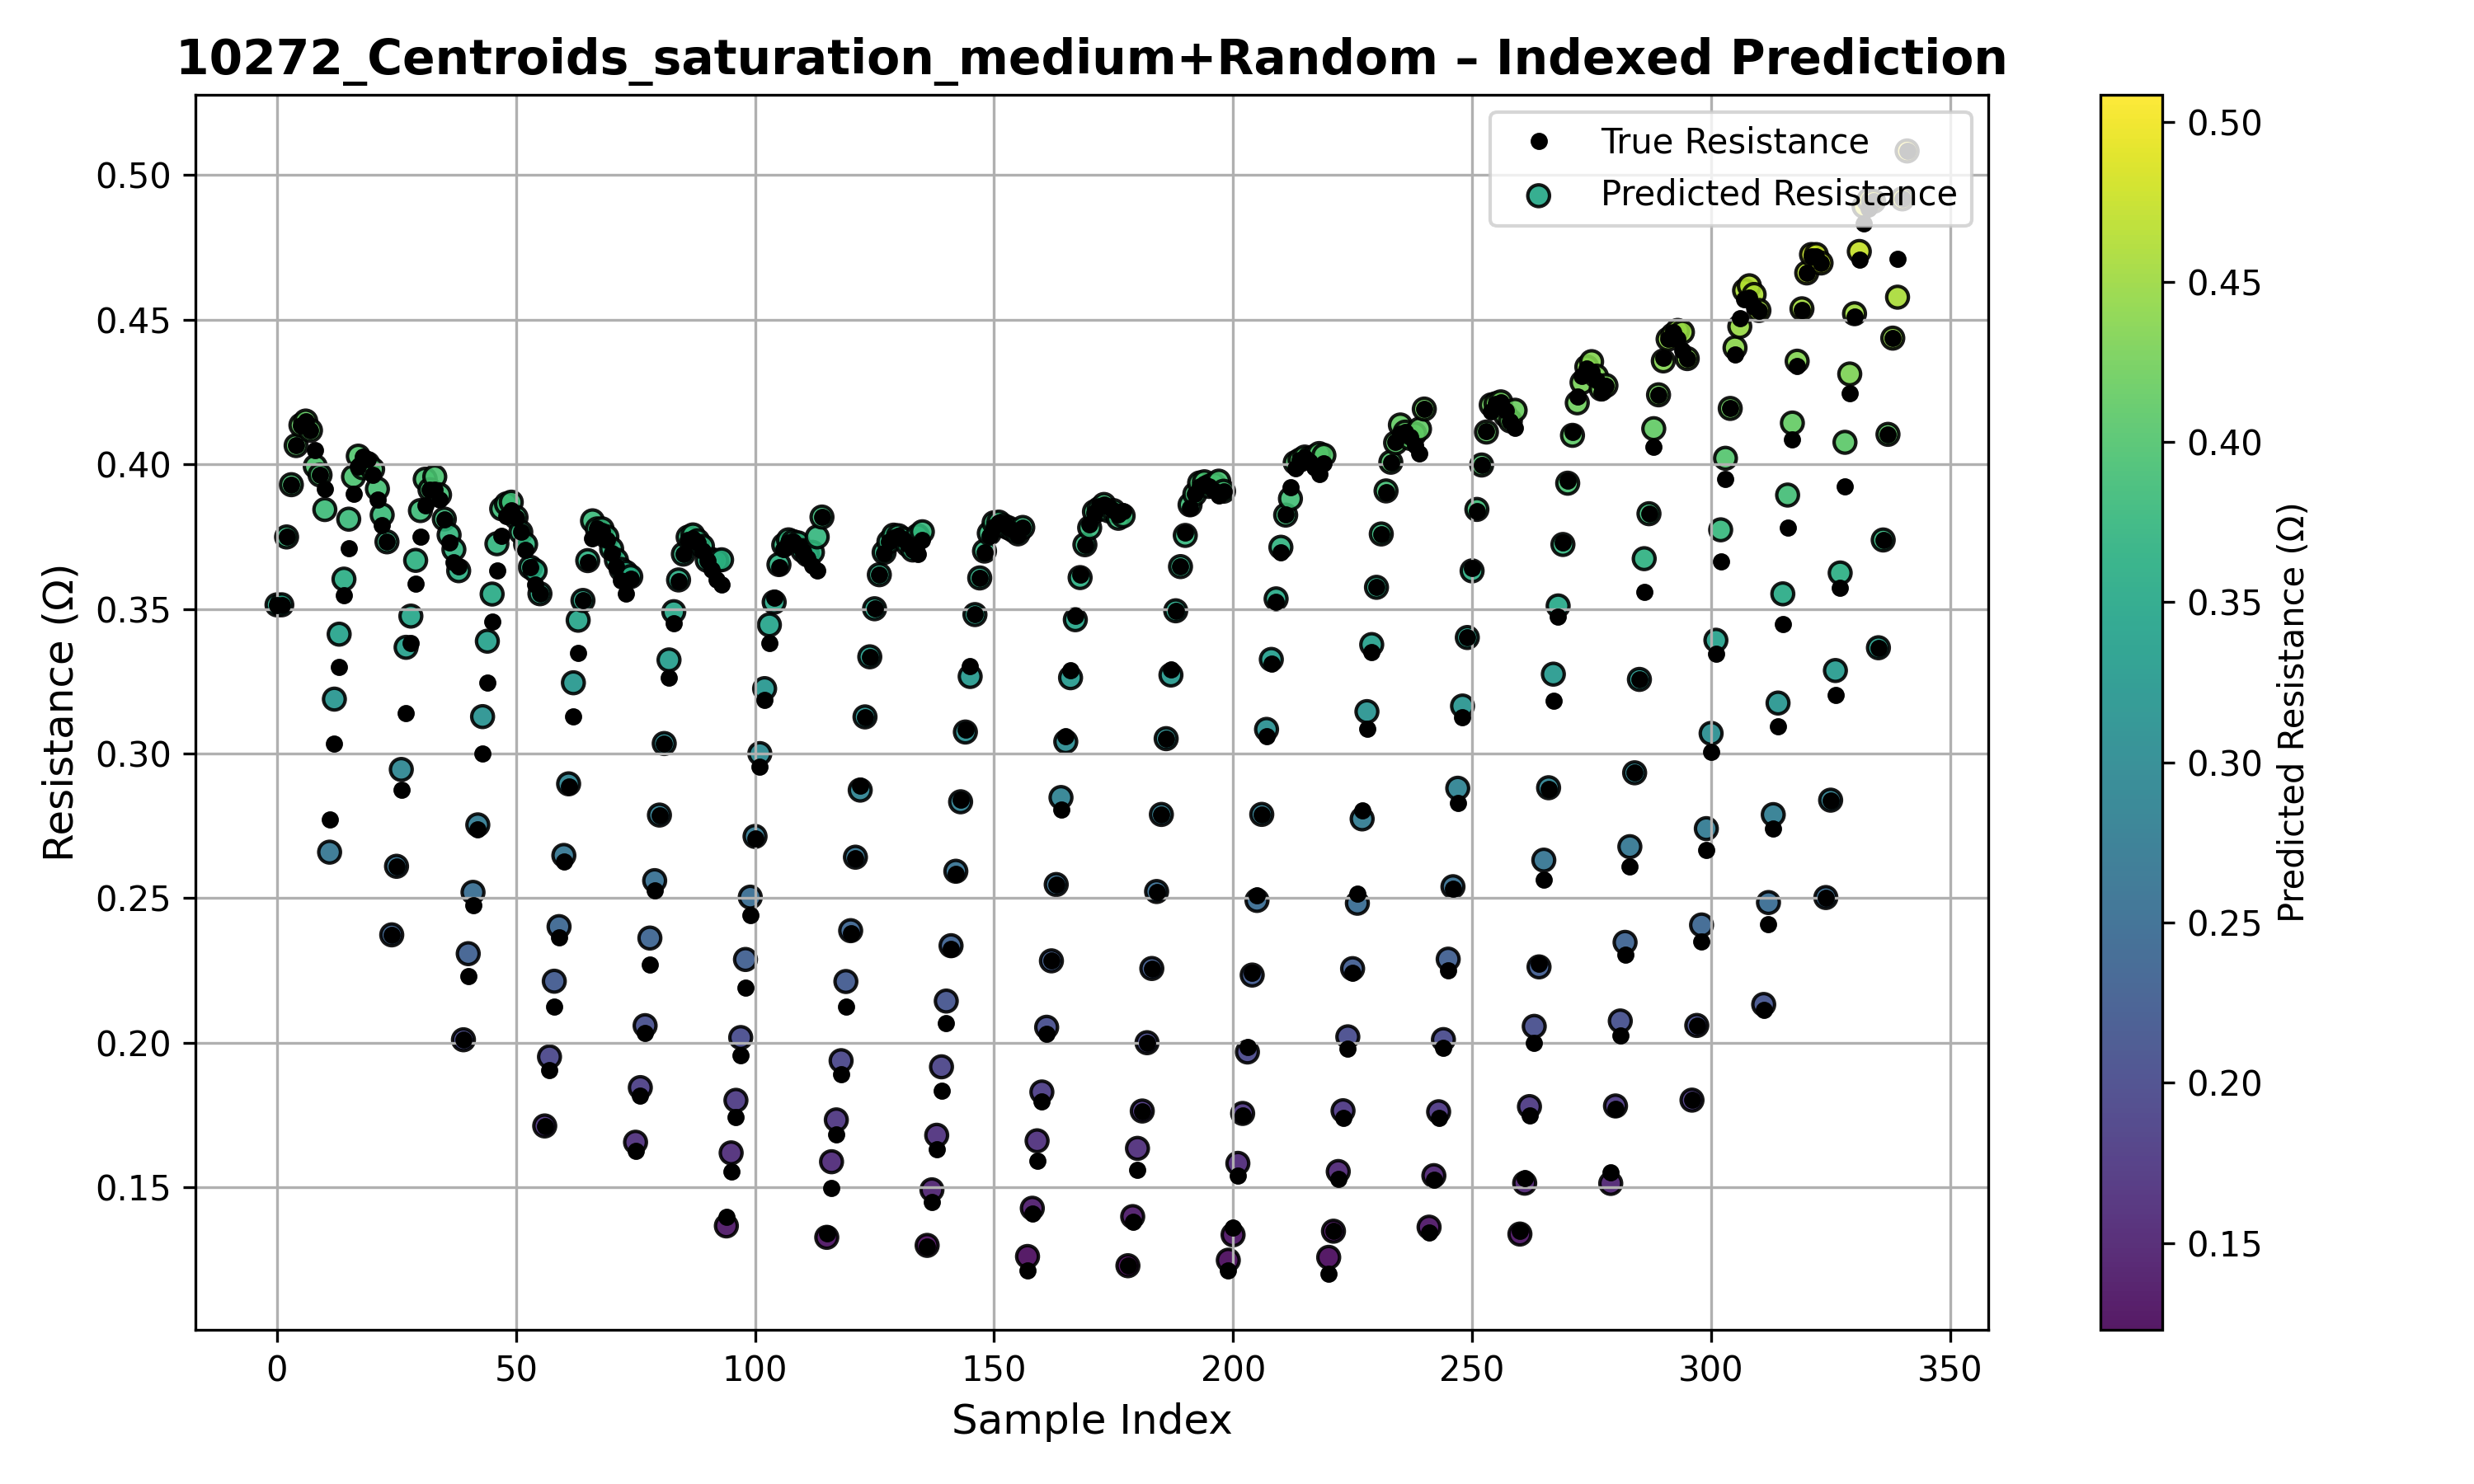 10272_Centroids_saturation_medium+Random – Indexed Prediction
True Resistance
Predicted Resistance
Resistance (Ω)
0.50
0.45
0.40
0.35
0.30
0.25
0.20
0.15
0 50 100 150 200 250 300 350
Sample Index
0.50
0.45
0.40
0.35
0.30
0.25
0.20
0.15
Predicted Resistance (Ω)